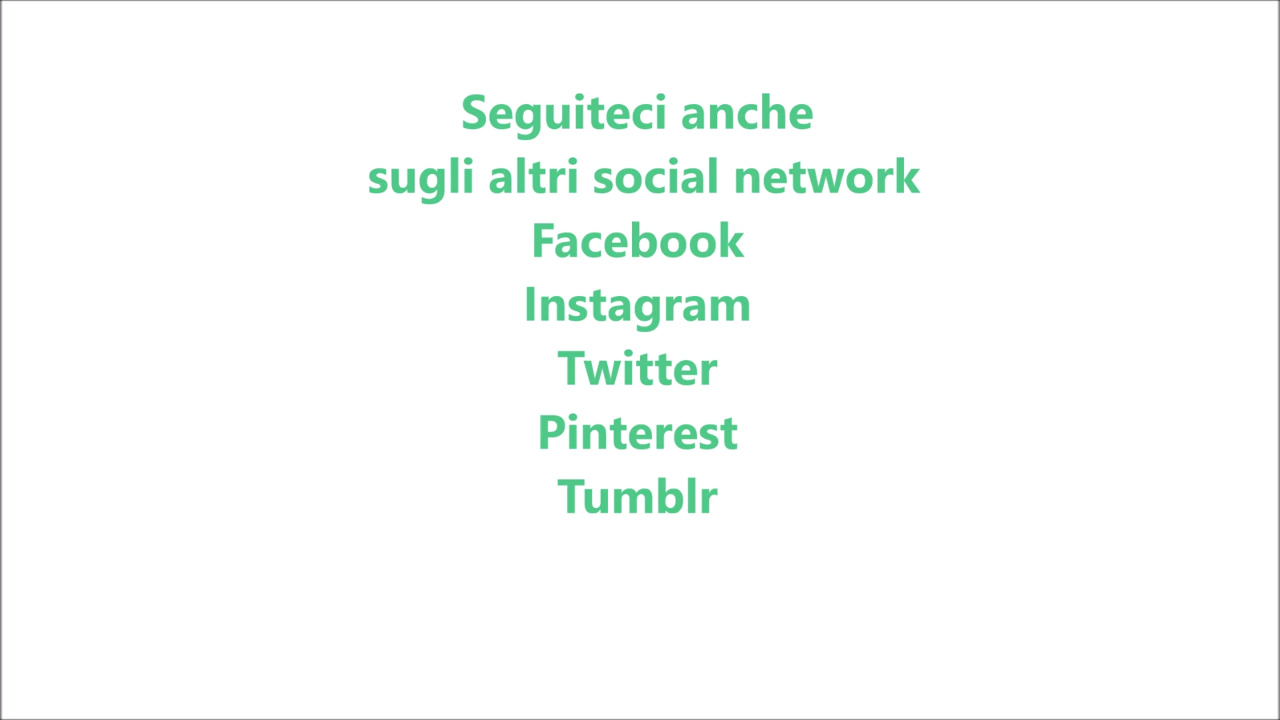 Seguiteci anche
sugli altri social network
Facebook
Instagram
Twitter
Pinterest
Tumblr